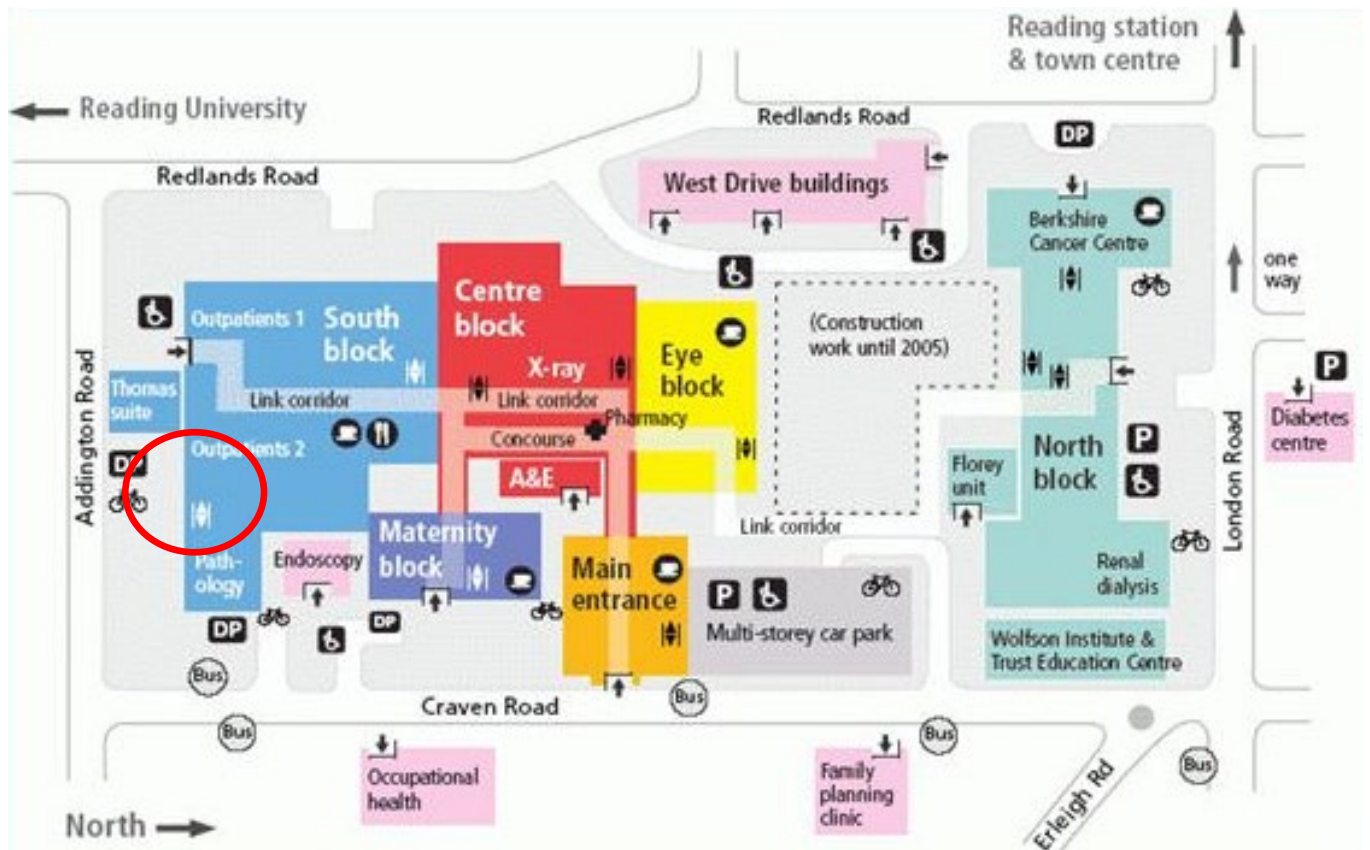 Reading station
& town centre
Reading University
Redlands Road
DP
Redlands Road
West Drive buildings
Berkshire
Cancer Centre
one
way
Centre
block
Outpatients 1
South
block
(Construction
work until 2005)
Eye
block
X-ray
P
Thomas
suite
Link corridor
Link corridor
Pharmacy
Diabetes
centre
Addington Road
Outpatients 2
Concourse
North
block
P
DP
A&E
Florey
unit
London Road
Link corridor
Maternity
block
Endoscopy
Path-
ology
Main
entrance
Renal
dialysis
P
DP
DP
Multi-storey car park
Wolfson Institute &
Trust Education Centre
Bus
Bus
Craven Road
Bus
Bus
Bus
Occupational
health
Family
planning
clinic
Erleigh Rd
North